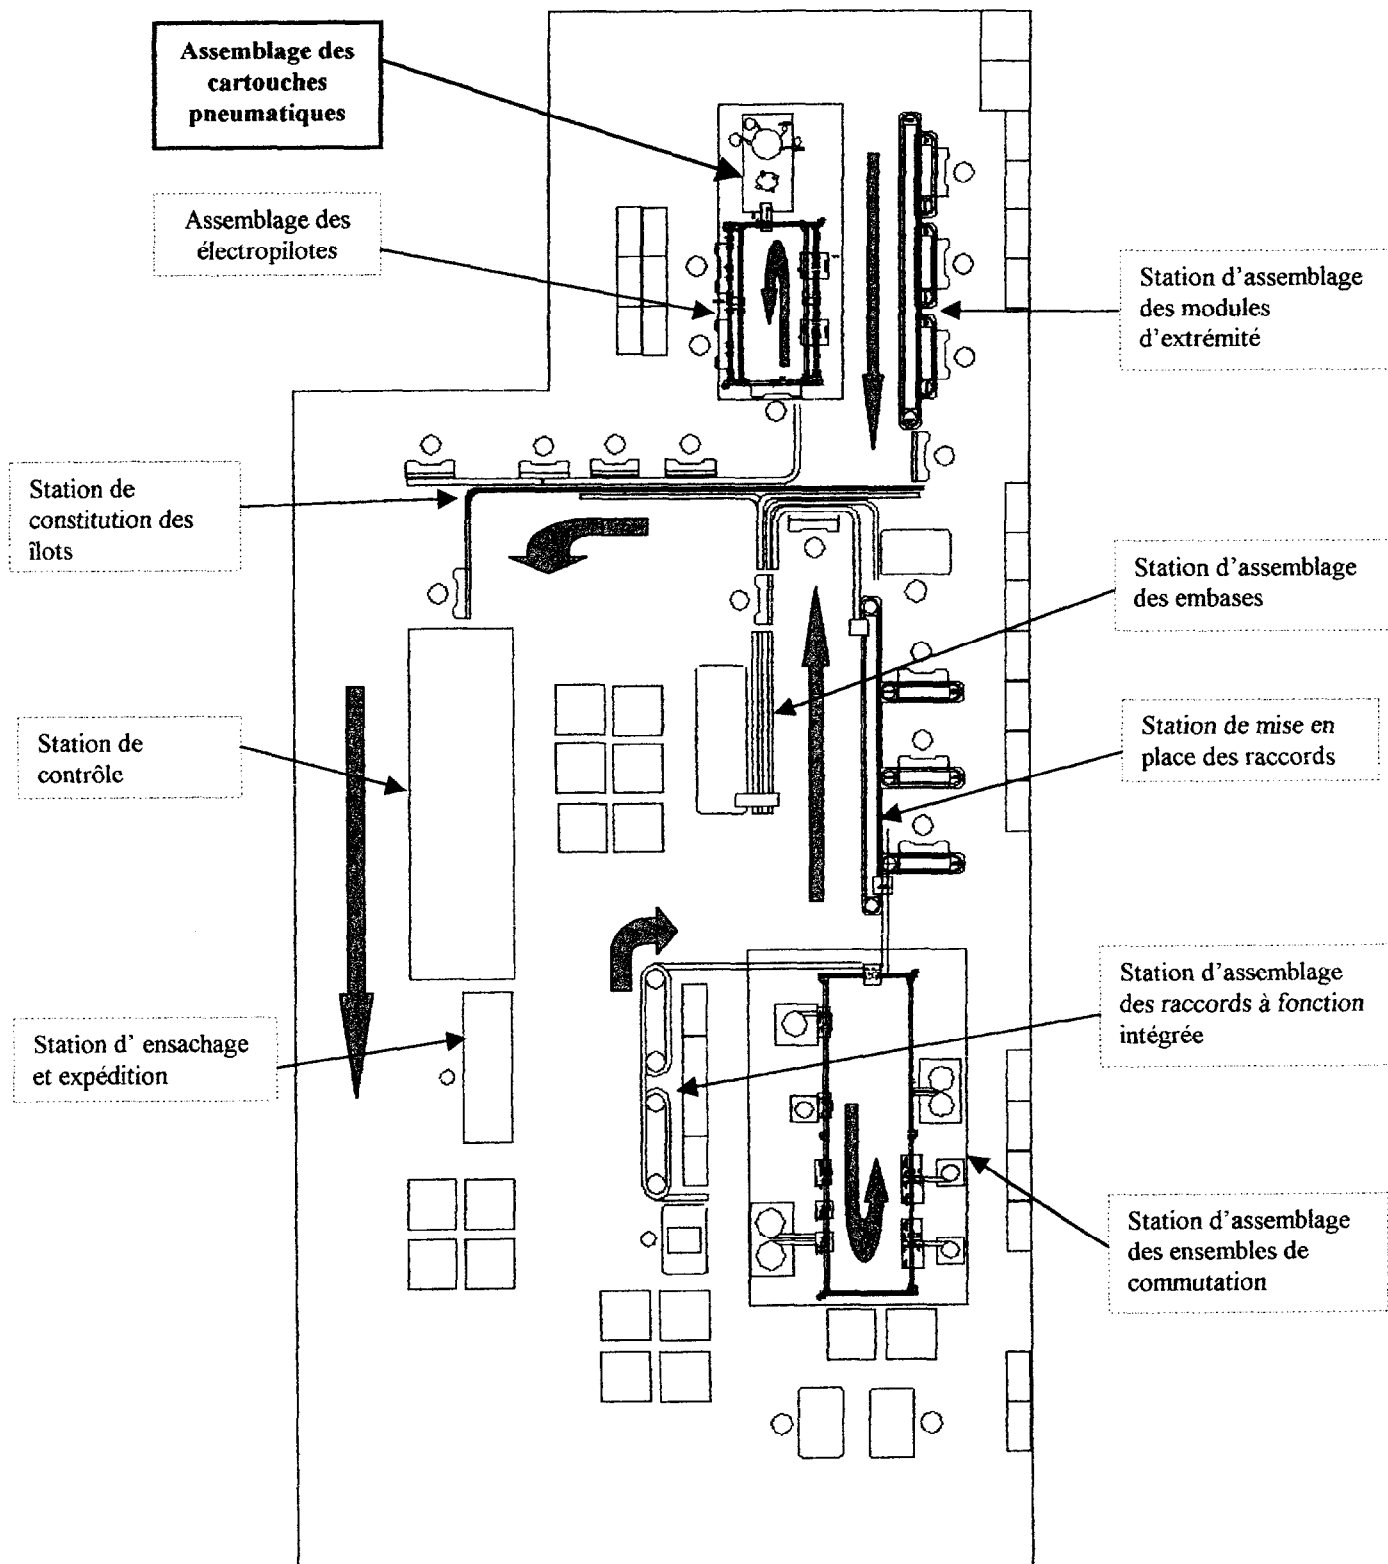 Assemblage des
cartouches
pneumatiques
Assemblage des
électropilotes
Station d'assemblage
des modules
d'extrémité
Station de
constitution des
îlots
Station d'assemblage
des embases
Station de mise en
place des raccords
Station de
contrôle
Station d'assemblage
des raccords à fonction
intégrée
Station d' ensachage
et expédition
Station d'assemblage
des ensembles de
commutation